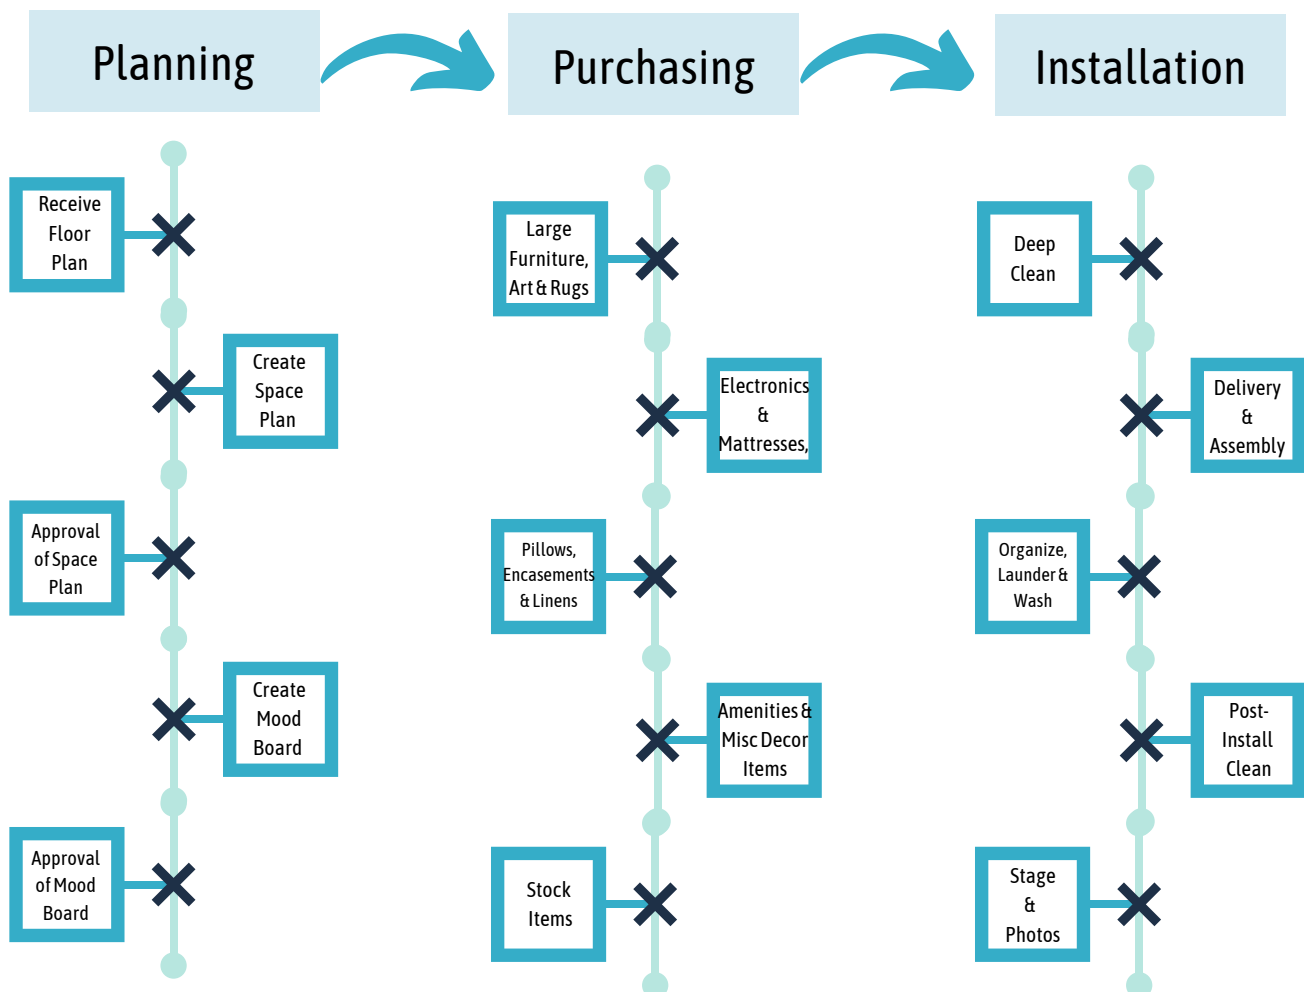 Planning
Purchasing
Installation
Receive
Floor
Plan
Create
Space
Plan
Approval
of Space
Plan
Create
Mood
Board
Approval
of Mood
Board
Large
Furniture,
Art & Rugs
Electronics
&
Mattresses,
Pillows,
Encasements
& Linens
Amenities &
Misc Decor
Items
Stock
Items
Deep
Clean
Delivery
&
Assembly
Organize,
Launder &
Wash
Post-
Install
Clean
Stage
&
Photos